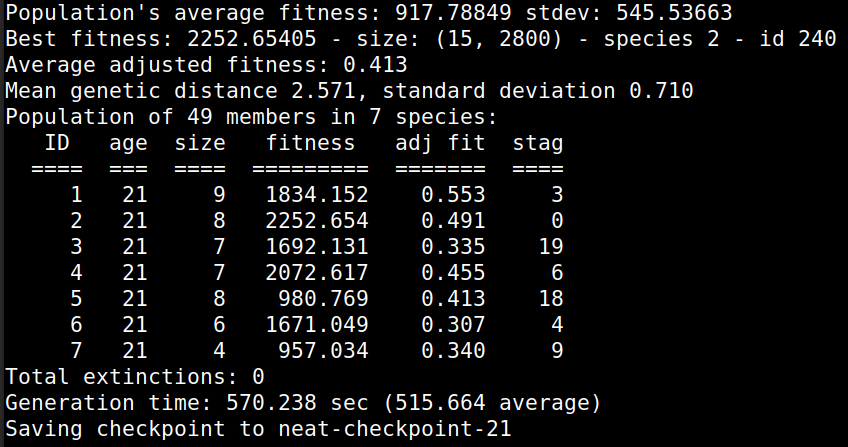 Population's average fitness: 917.78849 stdev: 545.53663
Best fitness: 2252.65405 - size: (15, 2800) - species 2 - id 240
Average adjusted fitness: 0.413
Mean genetic distance 2.571, standard deviation 0.710
Population of 49 members in 7 species:
   ID   age  size   fitness   adj fit  stag
  ====  ===  ====  =========  =======  ====
     1   21     9   1834.152    0.553     3
     2   21     8   2252.654    0.491     0
     3   21     7   1692.131    0.335    19
     4   21     7   2072.617    0.455     6
     5   21     8    980.769    0.413    18
     6   21     6   1671.049    0.307     4
     7   21     4    957.034    0.340     9
Total extinctions: 0
Generation time: 570.238 sec (515.664 average)
Saving checkpoint to neat-checkpoint-21